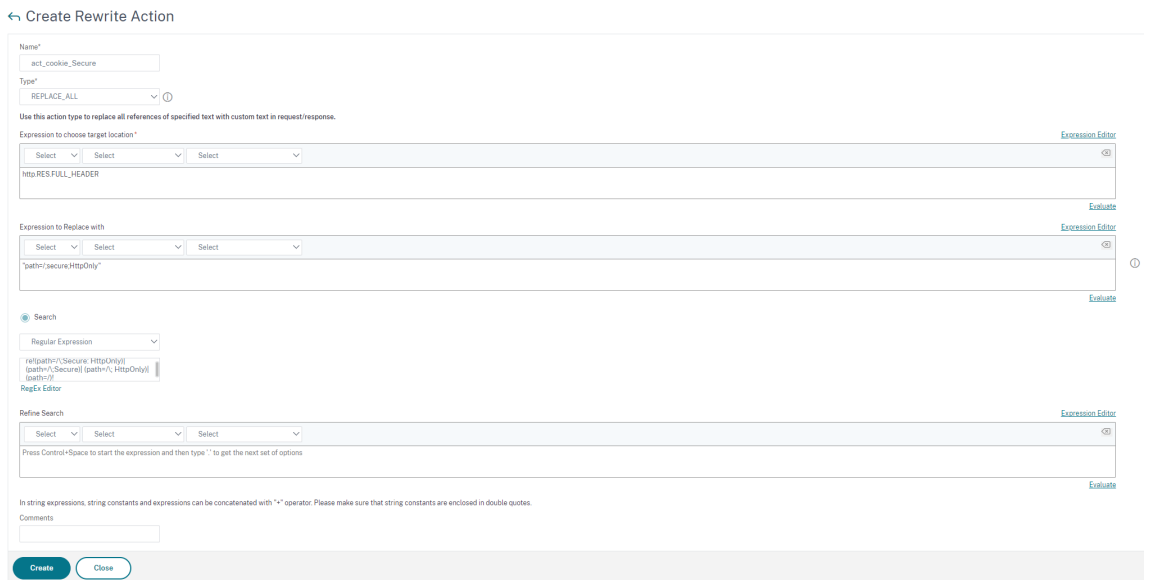 Create Rewrite Action
Name*
act_cookie_Secure
Type*
REPLACE_ALL
Use this action type to replace all references of specified text with custom text in request/response.
Expression to choose target location *
Expression Editor
Select Select Select
http.RES.FULL_HEADER
Evaluate
Expression to Replace with
Expression Editor
Select Select Select
"path=/;secure;HttpOnly"
Evaluate
Search
Regular Expression
re!(path=/\;Secure; HttpOnly)|
(path=/\;Secure)| (path=/\; HttpOnly)|
(path=/)!
RegEx Editor
Refine Search
Expression Editor
Select Select Select
Press Control+Space to start the expression and then type '.' to get the next set of options
Evaluate
In string expressions, string constants and expressions can be concatenated with "+" operator. Please make sure that string constants are enclosed in double quotes.
Comments
Create Close